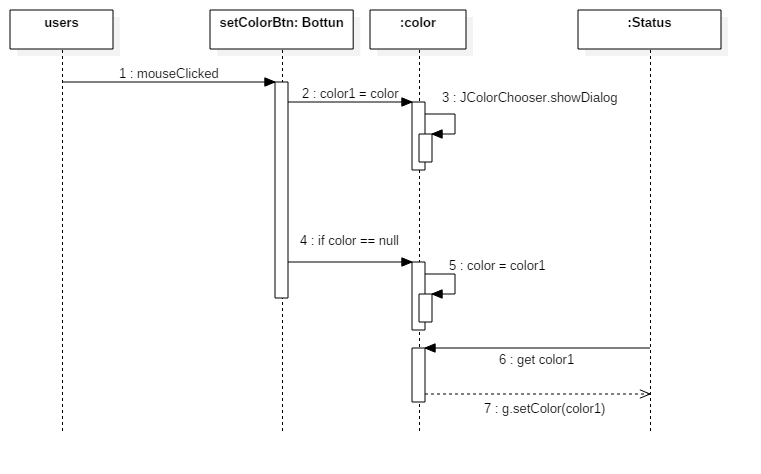 users
setColorBtn: Bottun
:color
:Status
1 : mouseClicked
2 : color1 = color
3 : JColorChooser.showDialog
4 : if color == null
5 : color = color1
6 : get color1
7 : g.setColor(color1)